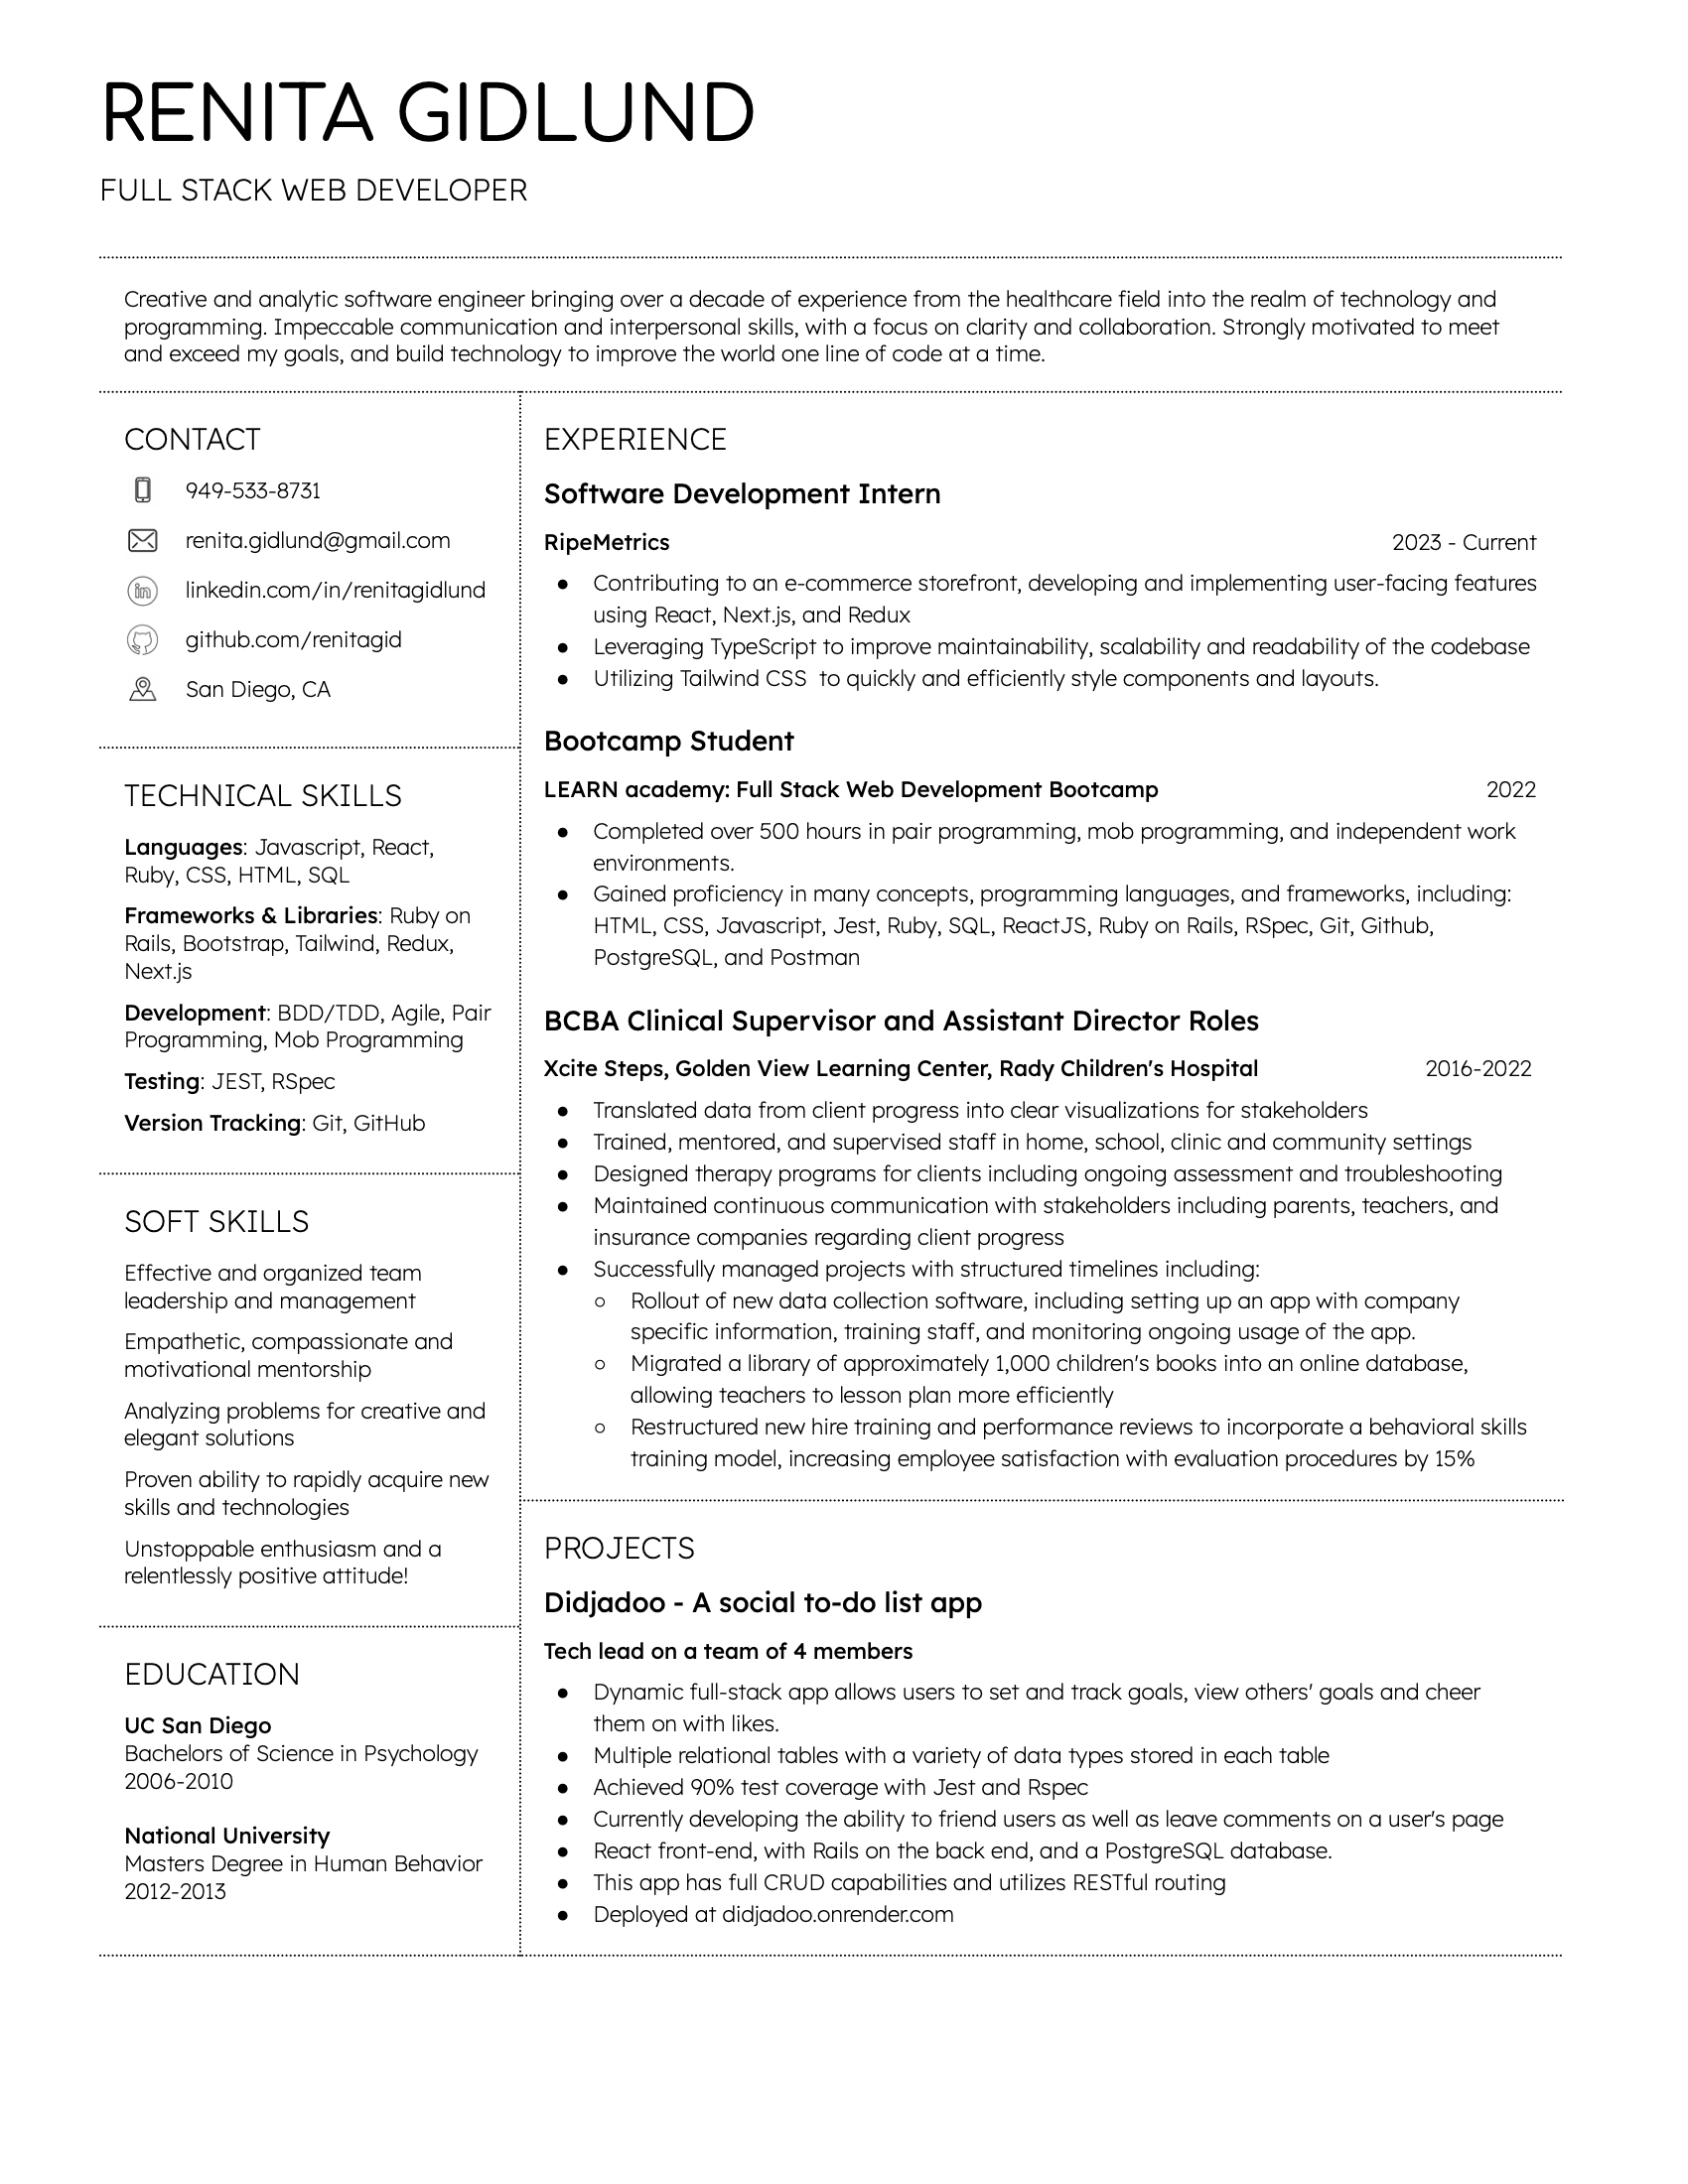 RENITA GIDLUND
FULL STACK WEB DEVELOPER
Creative and analytic software engineer bringing over a decade of experience from the healthcare field into the realm of technology and
programming. Impeccable communication and interpersonal skills, with a focus on clarity and collaboration. Strongly motivated to meet
and exceed my goals, and build technology to improve the world one line of code at a time.
CONTACT
949-533-8731
renita.gidlund@gmail.com
linkedin.com/in/renitagidlund
github.com/renitagid
San Diego, CA
TECHNICAL SKILLS
Languages: Javascript, React,
Ruby, CSS, HTML, SQL
Frameworks & Libraries: Ruby on
Rails, Bootstrap, Tailwind, Redux,
Next.js
Development: BDD/TDD, Agile, Pair
Programming, Mob Programming
Testing: JEST, RSpec
Version Tracking: Git, GitHub
SOFT SKILLS
Effective and organized team
leadership and management
Empathetic, compassionate and
motivational mentorship
Analyzing problems for creative and
elegant solutions
Proven ability to rapidly acquire new
skills and technologies
Unstoppable enthusiasm and a
relentlessly positive attitude!
EDUCATION
UC San Diego
Bachelors of Science in Psychology
2006-2010
National University
Masters Degree in Human Behavior
2012-2013
EXPERIENCE
Software Development Intern
RipeMetrics 2023 - Current
● Contributing to an e-commerce storefront, developing and implementing user-facing features
using React, Next.js, and Redux
● Leveraging TypeScript to improve maintainability, scalability and readability of the codebase
● Utilizing Tailwind CSS  to quickly and efficiently style components and layouts.
Bootcamp Student
LEARN academy: Full Stack Web Development Bootcamp 2022
● Completed over 500 hours in pair programming, mob programming, and independent work
environments.
● Gained proficiency in many concepts, programming languages, and frameworks, including:
HTML, CSS, Javascript, Jest, Ruby, SQL, ReactJS, Ruby on Rails, RSpec, Git, Github,
PostgreSQL, and Postman
BCBA Clinical Supervisor and Assistant Director Roles
Xcite Steps, Golden View Learning Center, Rady Children's Hospital 2016-2022
● Translated data from client progress into clear visualizations for stakeholders
● Trained, mentored, and supervised staff in home, school, clinic and community settings
● Designed therapy programs for clients including ongoing assessment and troubleshooting
● Maintained continuous communication with stakeholders including parents, teachers, and
insurance companies regarding client progress
● Successfully managed projects with structured timelines including:
○ Rollout of new data collection software, including setting up an app with company
specific information, training staff, and monitoring ongoing usage of the app.
○ Migrated a library of approximately 1,000 children's books into an online database,
allowing teachers to lesson plan more efficiently
○ Restructured new hire training and performance reviews to incorporate a behavioral skills
training model, increasing employee satisfaction with evaluation procedures by 15%
PROJECTS
Didjadoo - A social to-do list app
Tech lead on a team of 4 members
● Dynamic full-stack app allows users to set and track goals, view others' goals and cheer
them on with likes.
● Multiple relational tables with a variety of data types stored in each table
● Achieved 90% test coverage with Jest and Rspec
● Currently developing the ability to friend users as well as leave comments on a user's page
● React front-end, with Rails on the back end, and a PostgreSQL database.
● This app has full CRUD capabilities and utilizes RESTful routing
● Deployed at didjadoo.onrender.com